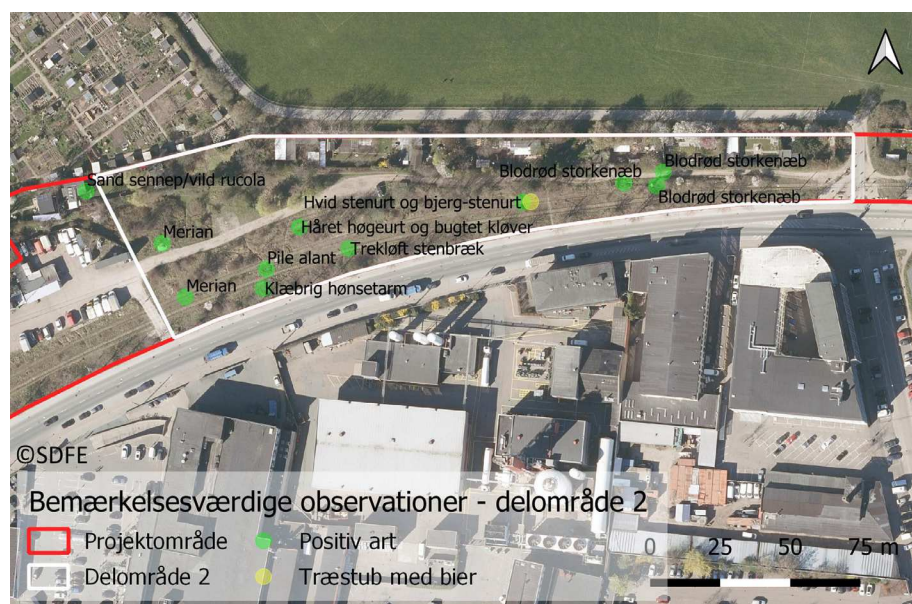 Blodrød storkenæb
Blodrød storkenæb
Sand sennep/vild rucola
Blodrød storkenæb
Hvid stenurt og bjerg-stenurt
Håret høgeurt og bugtet kløver
Merian
Trekløft stenbræk
Pile alant
Merian
Klæbrig hønsetarm
©SDFE
Bemærkelsesværdige observationer - delområde 2
Projektområde
Positiv art
Delområde 2
Træstub med bier
0 25 50 75 m